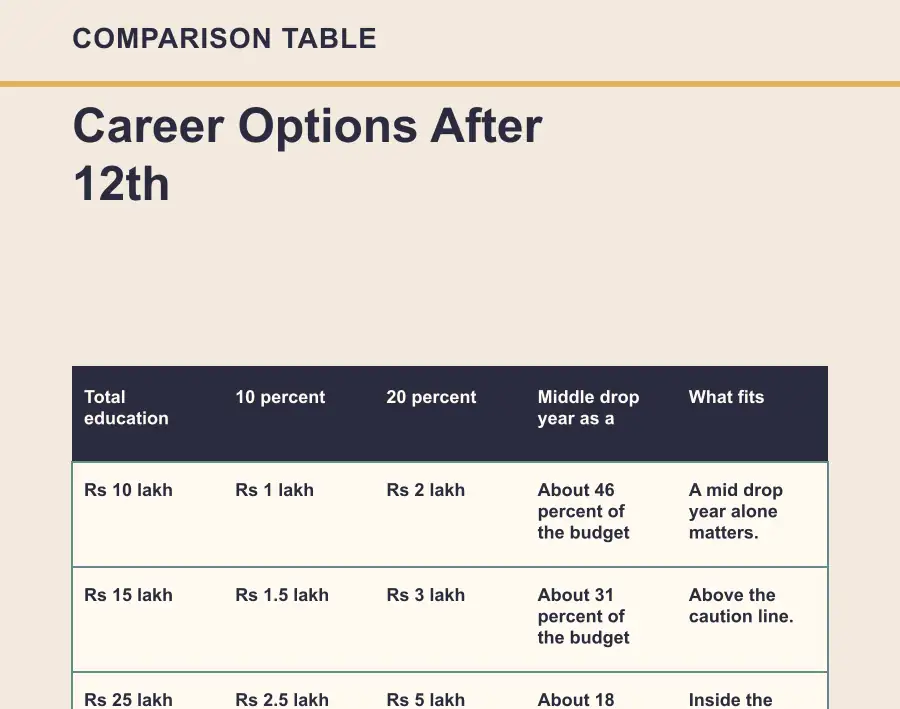 COMPARISON TABLE
Career Options After
12th
Total
education
10 percent
20 percent
Middle drop
year as a
What fits
Rs 10 lakh
Rs 1 lakh
Rs 2 lakh
About 46
percent of
the budget
A mid drop
year alone
matters.
Rs 15 lakh
Rs 1.5 lakh
Rs 3 lakh
About 31
percent of
the budget
Above the
caution line.
Rs 25 lakh
Rs 2.5 lakh
Rs 5 lakh
About 18
Inside the